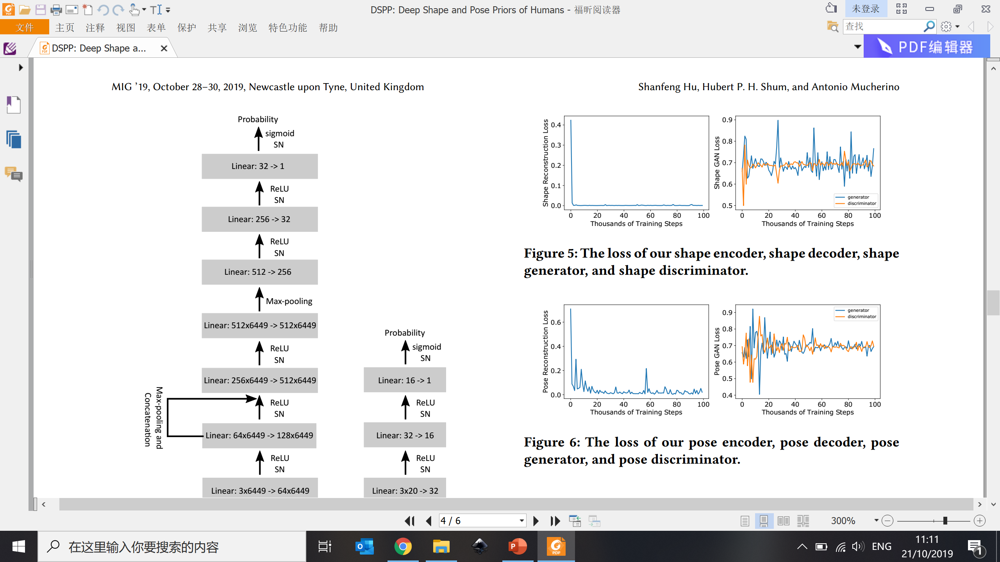 DSPP: Deep Shape and Pose Priors of Humans - 福昕阅读器
未登录
文件 主页 注释 视图 表单 保护 共享 浏览 特色功能 帮助
查找
DSPP: Deep Shape a...
PDF编辑器
MIG ’19, October 28–30, 2019, Newcastle upon Tyne, United Kingdom
Shanfeng Hu, Hubert P. H. Shum, and Antonio Mucherino
Probability
sigmoid
SN
Linear: 32 -> 1
ReLU
SN
Linear: 256 -> 32
ReLU
SN
Linear: 512 -> 256
Max-pooling
Linear: 512x6449 -> 512x6449
ReLU
SN
Linear: 256x6449 -> 512x6449
Max-pooling and
Concatenation
ReLU
SN
Linear: 64x6449 -> 128x6449
ReLU
SN
Linear: 3x6449 -> 64x6449
Probability
sigmoid
SN
Linear: 16 -> 1
ReLU
SN
Linear: 32 -> 16
ReLU
SN
Linear: 3x20 -> 32
Shape Reconstruction Loss
0.4
0.3
0.2
0.1
0.0
0 20 40 60 80 100
Thousands of Training Steps
Shape GAN Loss
0.9
0.8
0.7
0.6
0.5
generator
discriminator
0 20 40 60 80 100
Thousands of Training Steps
Figure 5: The loss of our shape encoder, shape decoder, shape
generator, and shape discriminator.
Pose Reconstruction Loss
0.6
0.4
0.2
0.0
0 20 40 60 80 100
Thousands of Training Steps
Pose GAN Loss
0.9
0.8
0.7
0.6
0.5
0.4
generator
discriminator
0 20 40 60 80 100
Thousands of Training Steps
Figure 6: The loss of our pose encoder, pose decoder, pose
generator, and pose discriminator.
4 / 6
300%
在这里输入你要搜索的内容
ENG
11:11
21/10/2019
1